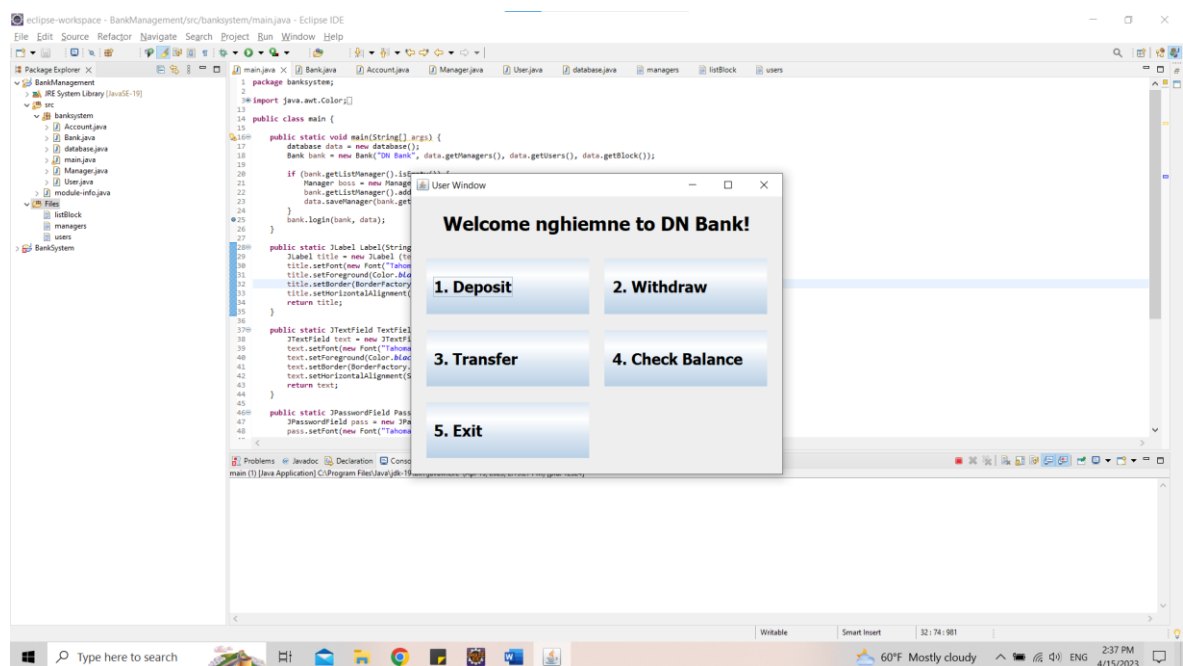 eclipse-workspace - BankManagement/src/banksystem/main.java - Eclipse IDE
File Edit Source Refactor Navigate Search Project Run Window Help
Package Explorer
BankManagement
JRE System Library [JavaSE-19]
src
banksystem
Account.java
Bank.java
database.java
main.java
Manager.java
User.java
module-info.java
Files
listBlock
managers
users
BankSystem
main.java Bank.java Account.java Manager.java User.java database.java managers listBlock users
1 package banksystem;
2
3 import java.awt.Color;
13
14 public class main {
15
16 public static void main(String[] args) {
17 database data = new database();
18 Bank bank = new Bank("DN Bank", data.getManagers(), data.getUsers(), data.getBlock());
19
20 if (bank.getListManager().isEmpty()) {
21 Manager boss = new Manage
22 bank.getListManager().add
23 data.saveManager(bank.get
24 }
25 bank.login(bank, data);
26 }
27
28 public static JLabel Label(String
29 JLabel title = new JLabel (te
30 title.setFont(new Font("Tahom
31 title.setForeground(Color.bla
32 title.setBorder(BorderFactory
33 title.setHorizontalAlignment(
34 return title;
35 }
36
37 public static JTextField TextFiel
38 JTextField text = new JTextFi
39 text.setFont(new Font("Tahoma
40 text.setForeground(Color.blac
41 text.setBorder(BorderFactory.
42 text.setHorizontalAlignment(S
43 return text;
44 }
45
46 public static JPasswordField Pass
47 JPasswordField pass = new JPa
48 pass.setFont(new Font("Tahoma
User Window
Welcome nghiemne to DN Bank!
1. Deposit
2. Withdraw
3. Transfer
4. Check Balance
5. Exit
Problems Javadoc Declaration Conso
main (1) [Java Application] C:\Program Files\Java\jdk-19
Writable Smart Insert 32 : 74 : 981
Type here to search
60°F Mostly cloudy
ENG
2:37 PM
4/15/2023